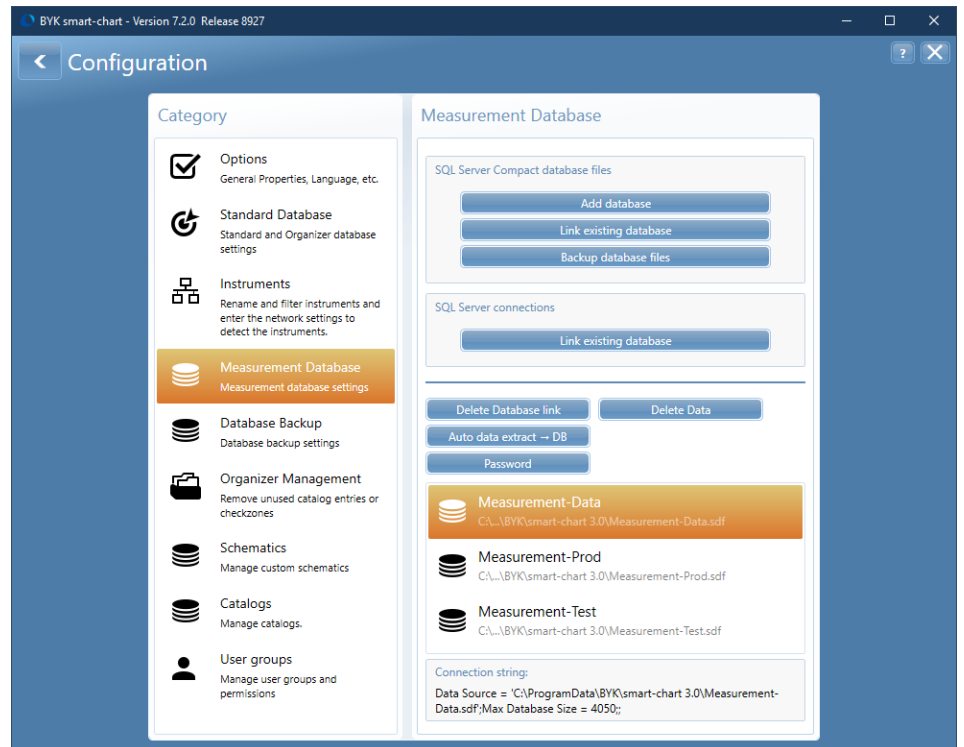 BYK smart-chart - Version 7.2.0 Release 8927
Configuration
?
Category
Options
General Properties, Language, etc.
Standard Database
Standard and Organizer database
settings
Instruments
Rename and filter instruments and
enter the network settings to
detect the instruments.
Measurement Database
Measurement database settings
Database Backup
Database backup settings
Organizer Management
Remove unused catalog entries or
checkzones
Schematics
Manage custom schematics
Catalogs
Manage catalogs.
User groups
Manage user groups and
permissions
Measurement Database
SQL Server Compact database files
Add database
Link existing database
Backup database files
SQL Server connections
Link existing database
Delete Database link
Delete Data
Auto data extract → DB
Password
Measurement-Data
C:\...\BYK\smart-chart 3.0\Measurement-Data.sdf
Measurement-Prod
C:\...\BYK\smart-chart 3.0\Measurement-Prod.sdf
Measurement-Test
C:\...\BYK\smart-chart 3.0\Measurement-Test.sdf
Connection string:
Data Source = 'C:\ProgramData\BYK\smart-chart 3.0\Measurement-
Data.sdf';Max Database Size = 4050;;